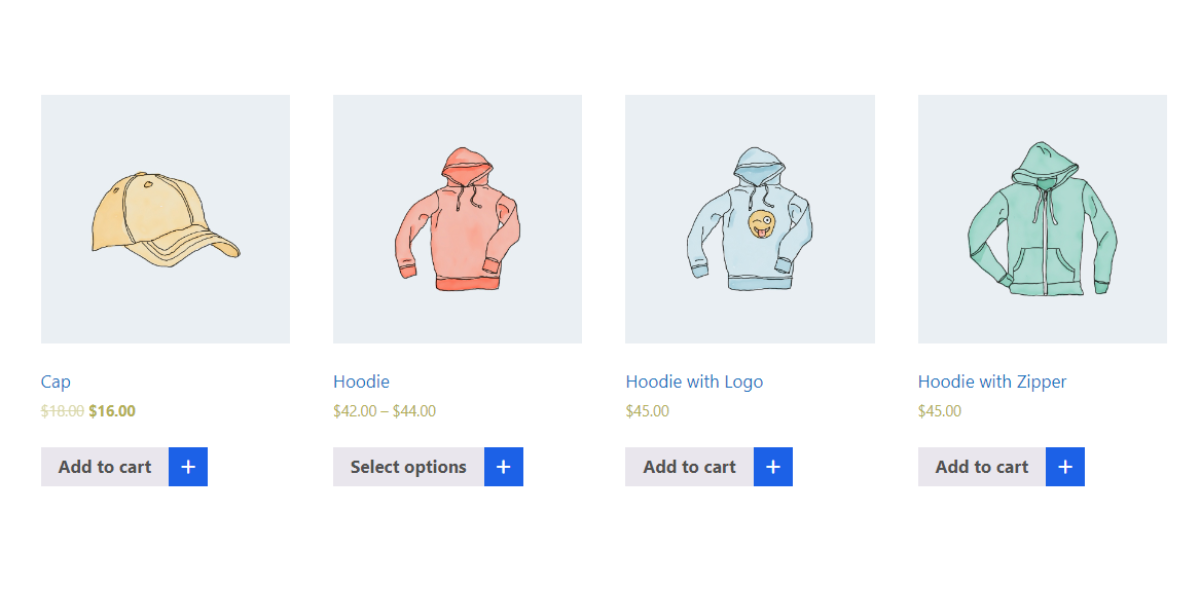 Cap
$18.00 $16.00
Add to cart +
Hoodie
$42.00 – $44.00
Select options +
Hoodie with Logo
$45.00
Add to cart +
Hoodie with Zipper
$45.00
Add to cart +